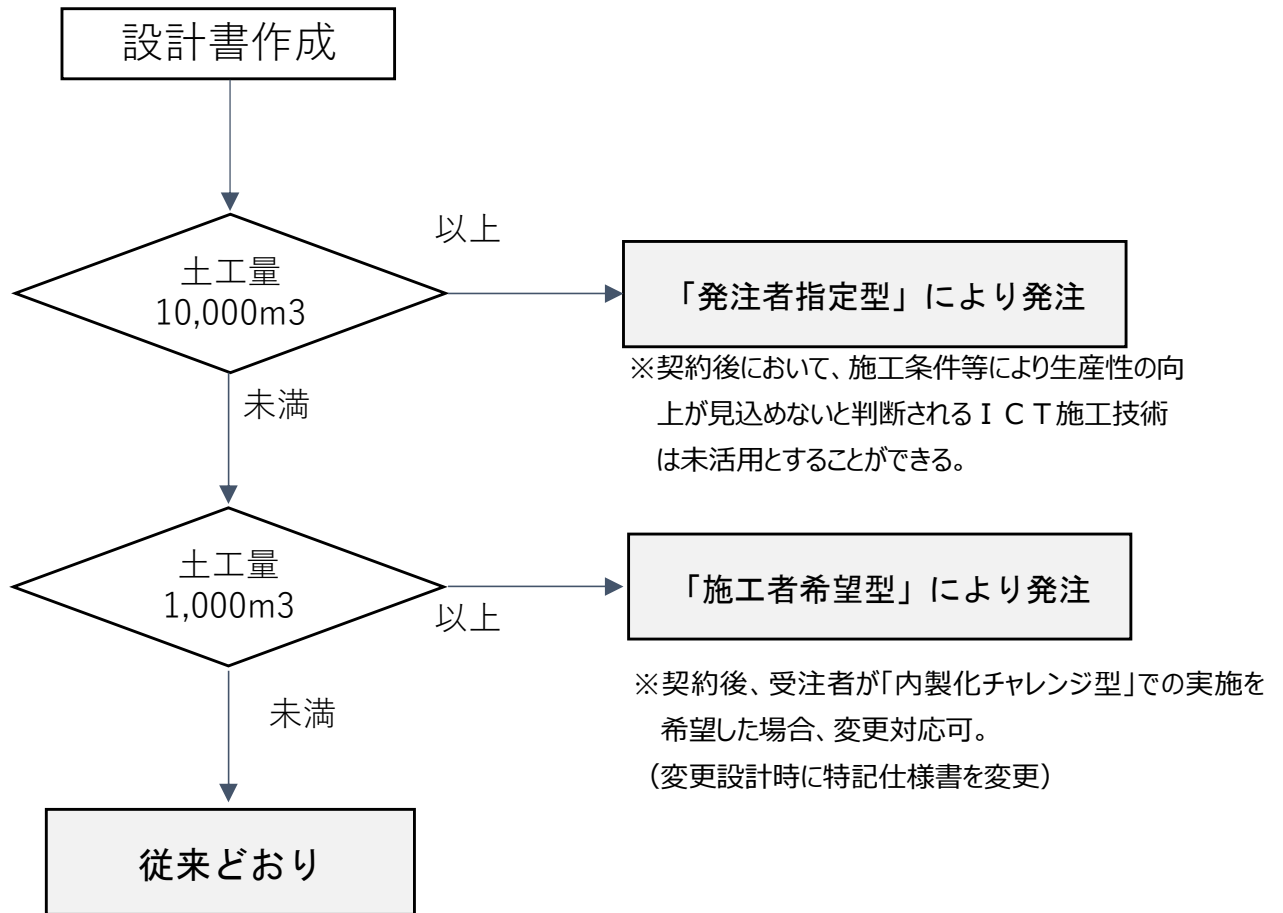 設計書作成
以上
土工量
10,000m3
「発注者指定型」により発注
※契約後において、施工条件等により生産性の向
上が見込めないと判断されるＩＣＴ施工技術
は未活用とすることができる。
未満
土工量
1,000m3
「施工者希望型」により発注
以上
※契約後、受注者が「内製化チャレンジ型」での実施を
希望した場合、変更対応可。
（変更設計時に特記仕様書を変更）
未満
従来どおり